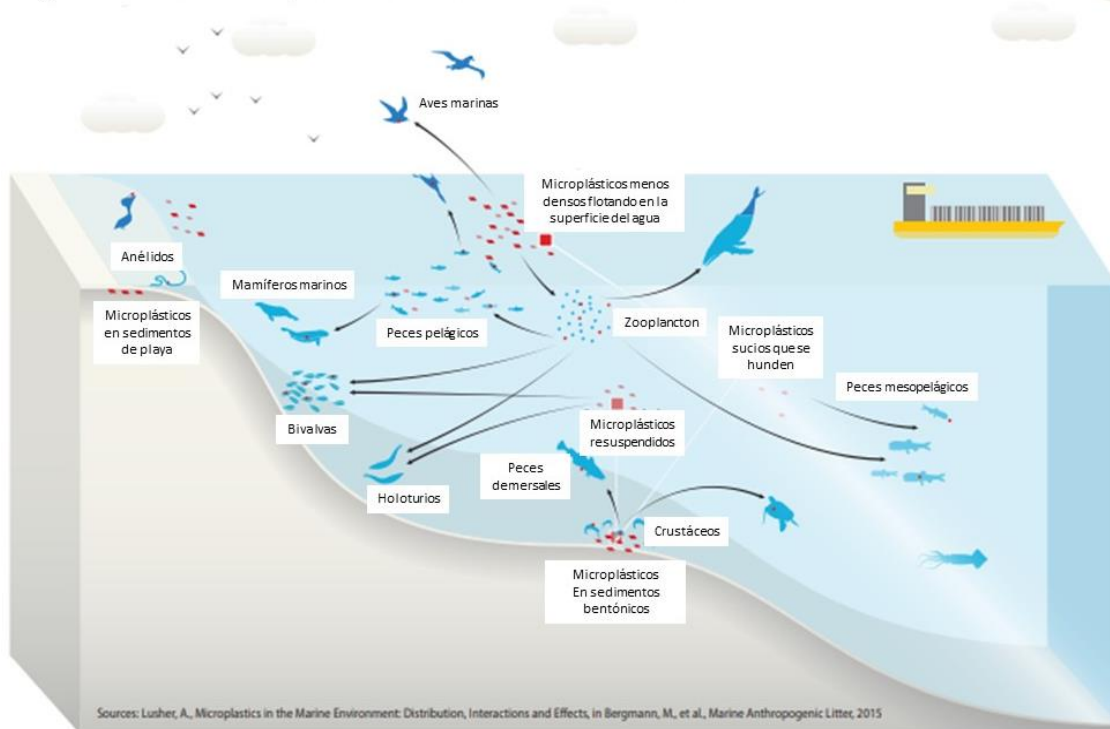 Aves marinas
Microplásticos menos
densos flotando en la
superficie del agua
Anélidos
Mamíferos marinos
Microplásticos
en sedimentos
de playa
Peces pelágicos
Zooplancton
Microplásticos
sucios que se
hunden
Peces mesopelágicos
Bivalvas
Microplásticos
resuspendidos
Peces
demersales
Holoturios
Crustáceos
Microplásticos
En sedimentos
bentónicos
Sources: Lusher, A., Microplastics in the Marine Environment: Distribution, Interactions and Effects, in Bergmann, M., et al., Marine Anthropogenic Litter, 2015